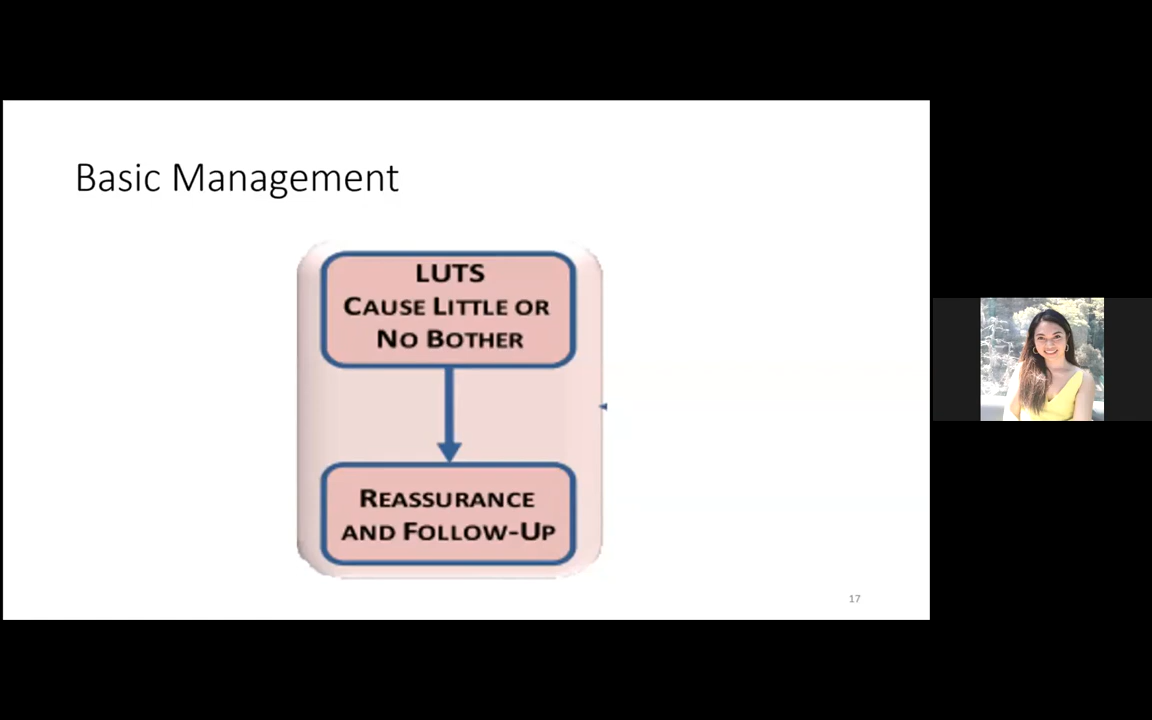 Basic Management
LUTS
CAUSE LITTLE OR
NO BOTHER
REASSURANCE
AND FOLLOW-UP
17